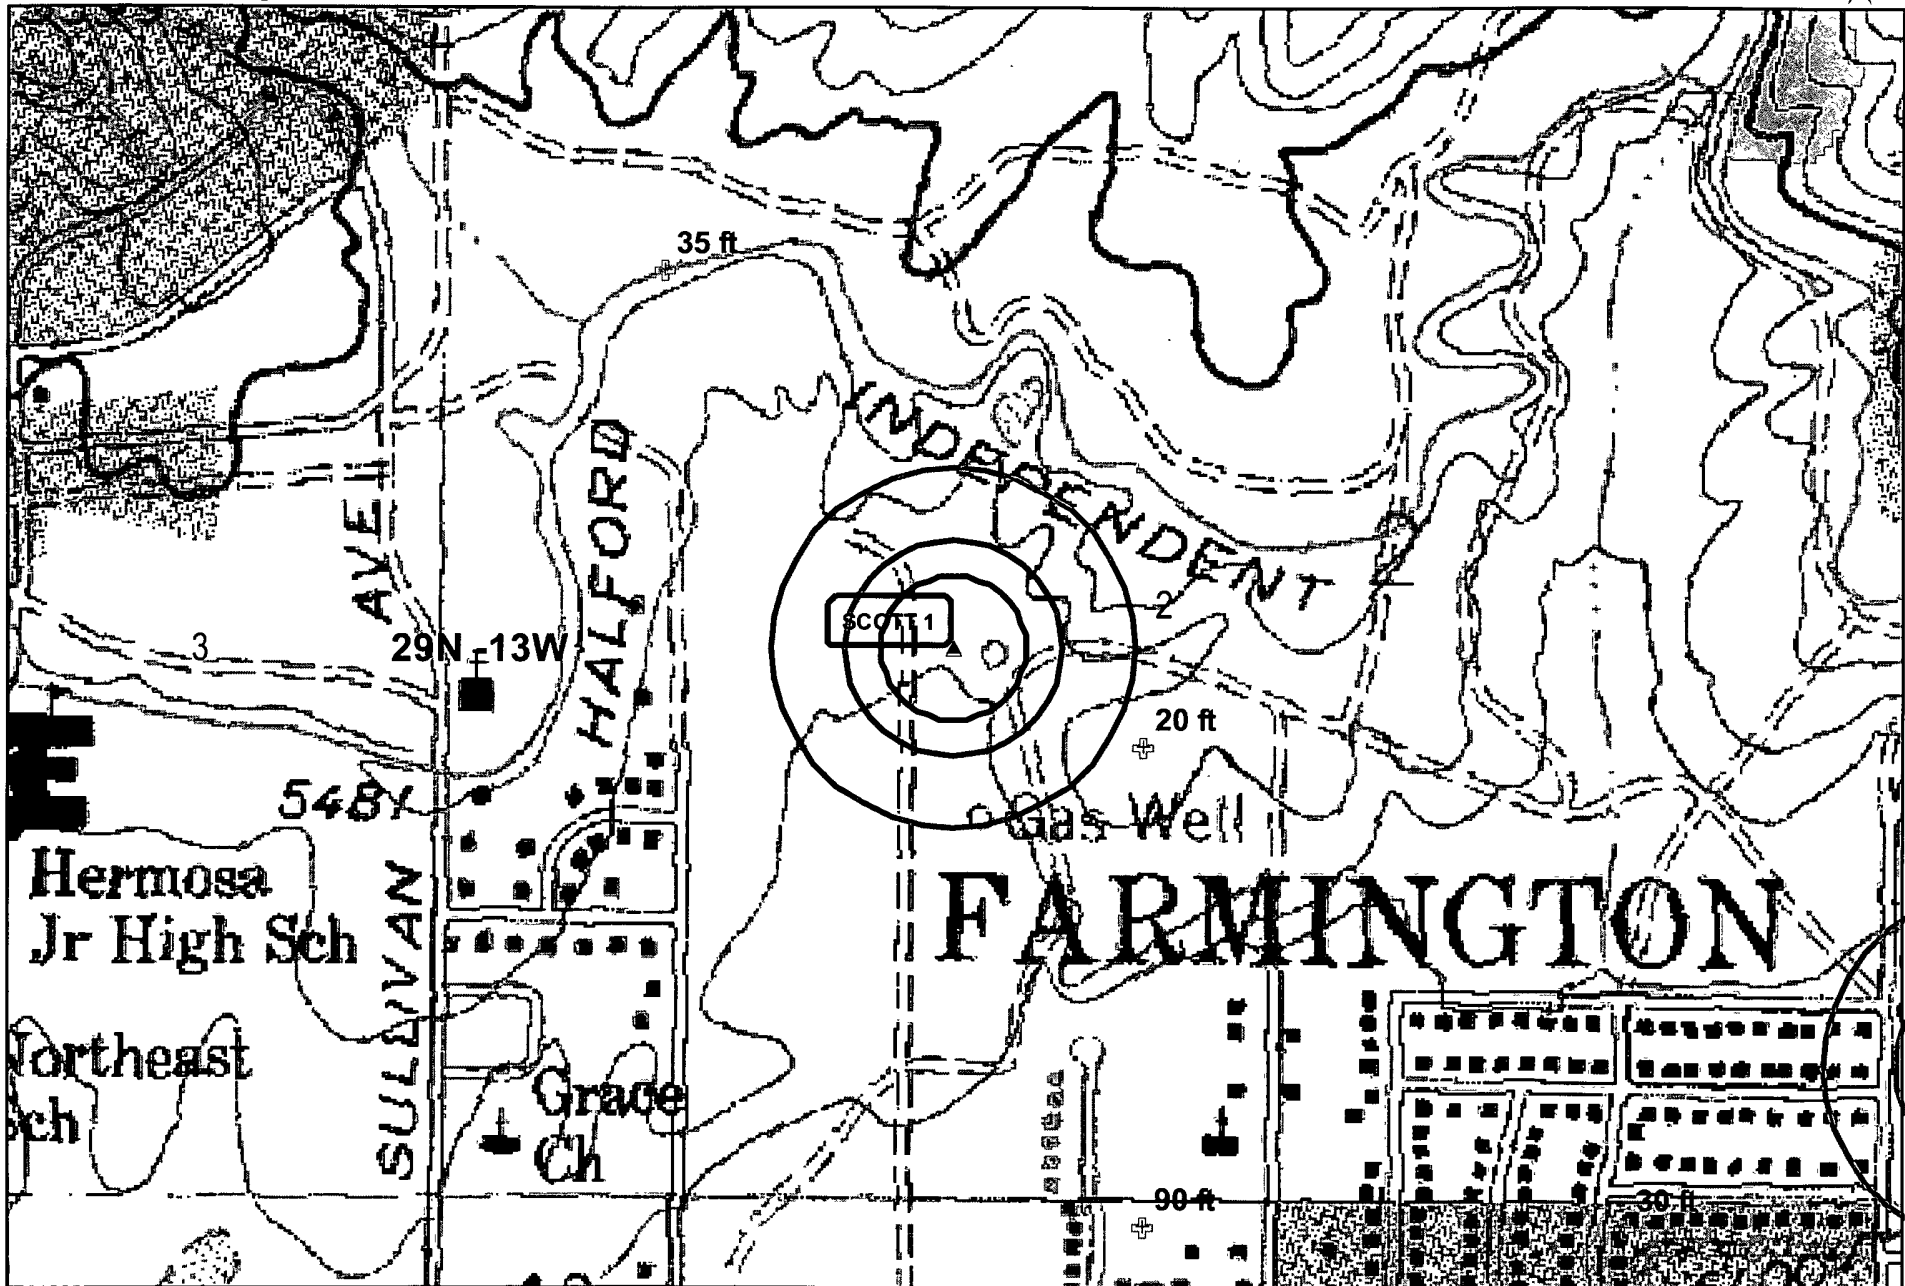 35 ft
INDEPENDENT
AVE
HALFORD
SCOTT 1
2
3
29N -13W
20 ft
5481
Gas Well
Hermosa
Jr High Sch
FARMINGTON
SULLIVAN
Northeast
Sch
Grace
Ch
90 ft
30 ft